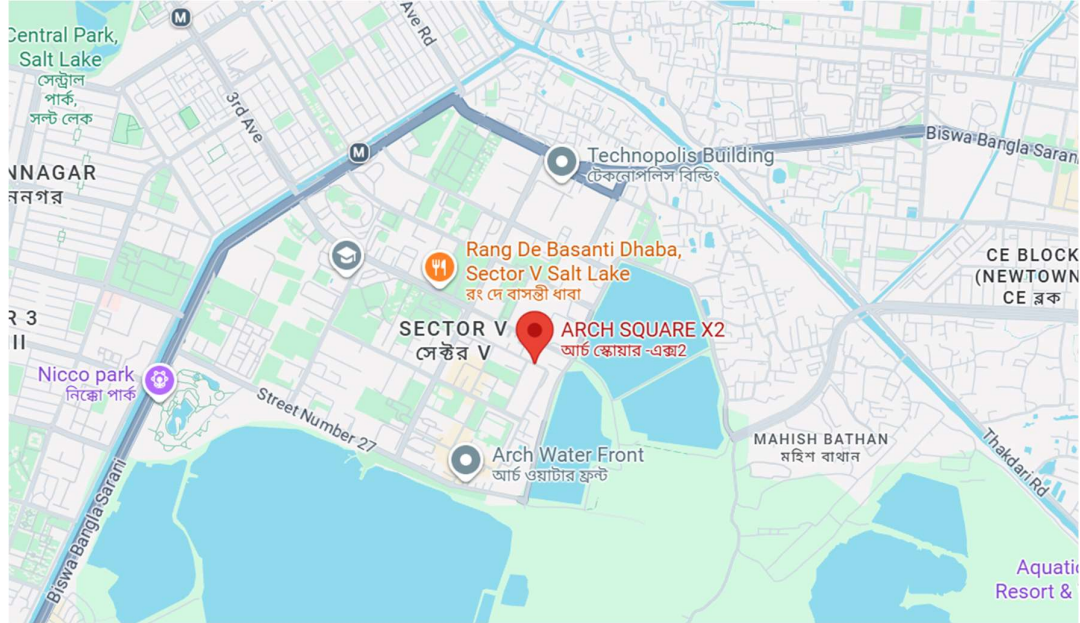 M
Ave Rd
Central Park,
Salt Lake
সেন্ট্রাল
পার্ক,
সল্ট লেক
3rd Ave
M
Technopolis Building
টেকনোপলিস বিল্ডিং
Biswa Bangla Sarani
NNAGAR
ননগর
Rang De Basanti Dhaba,
Sector V Salt Lake
রং দে বাসন্তী ধাবা
CE BLOCK
(NEWTOWN
CE ব্লক
R 3
II
SECTOR V
সেক্টর V
ARCH SQUARE X2
আর্চ স্কোয়ার -এক্স2
Nicco park
নিক্কো পার্ক
Street Number 27
MAHISH BATHAN
মহিশ বাথান
Arch Water Front
আর্চ ওয়াটার ফ্রন্ট
Thakdari Rd
Biswa Bangla Sarani
Aquatic
Resort &